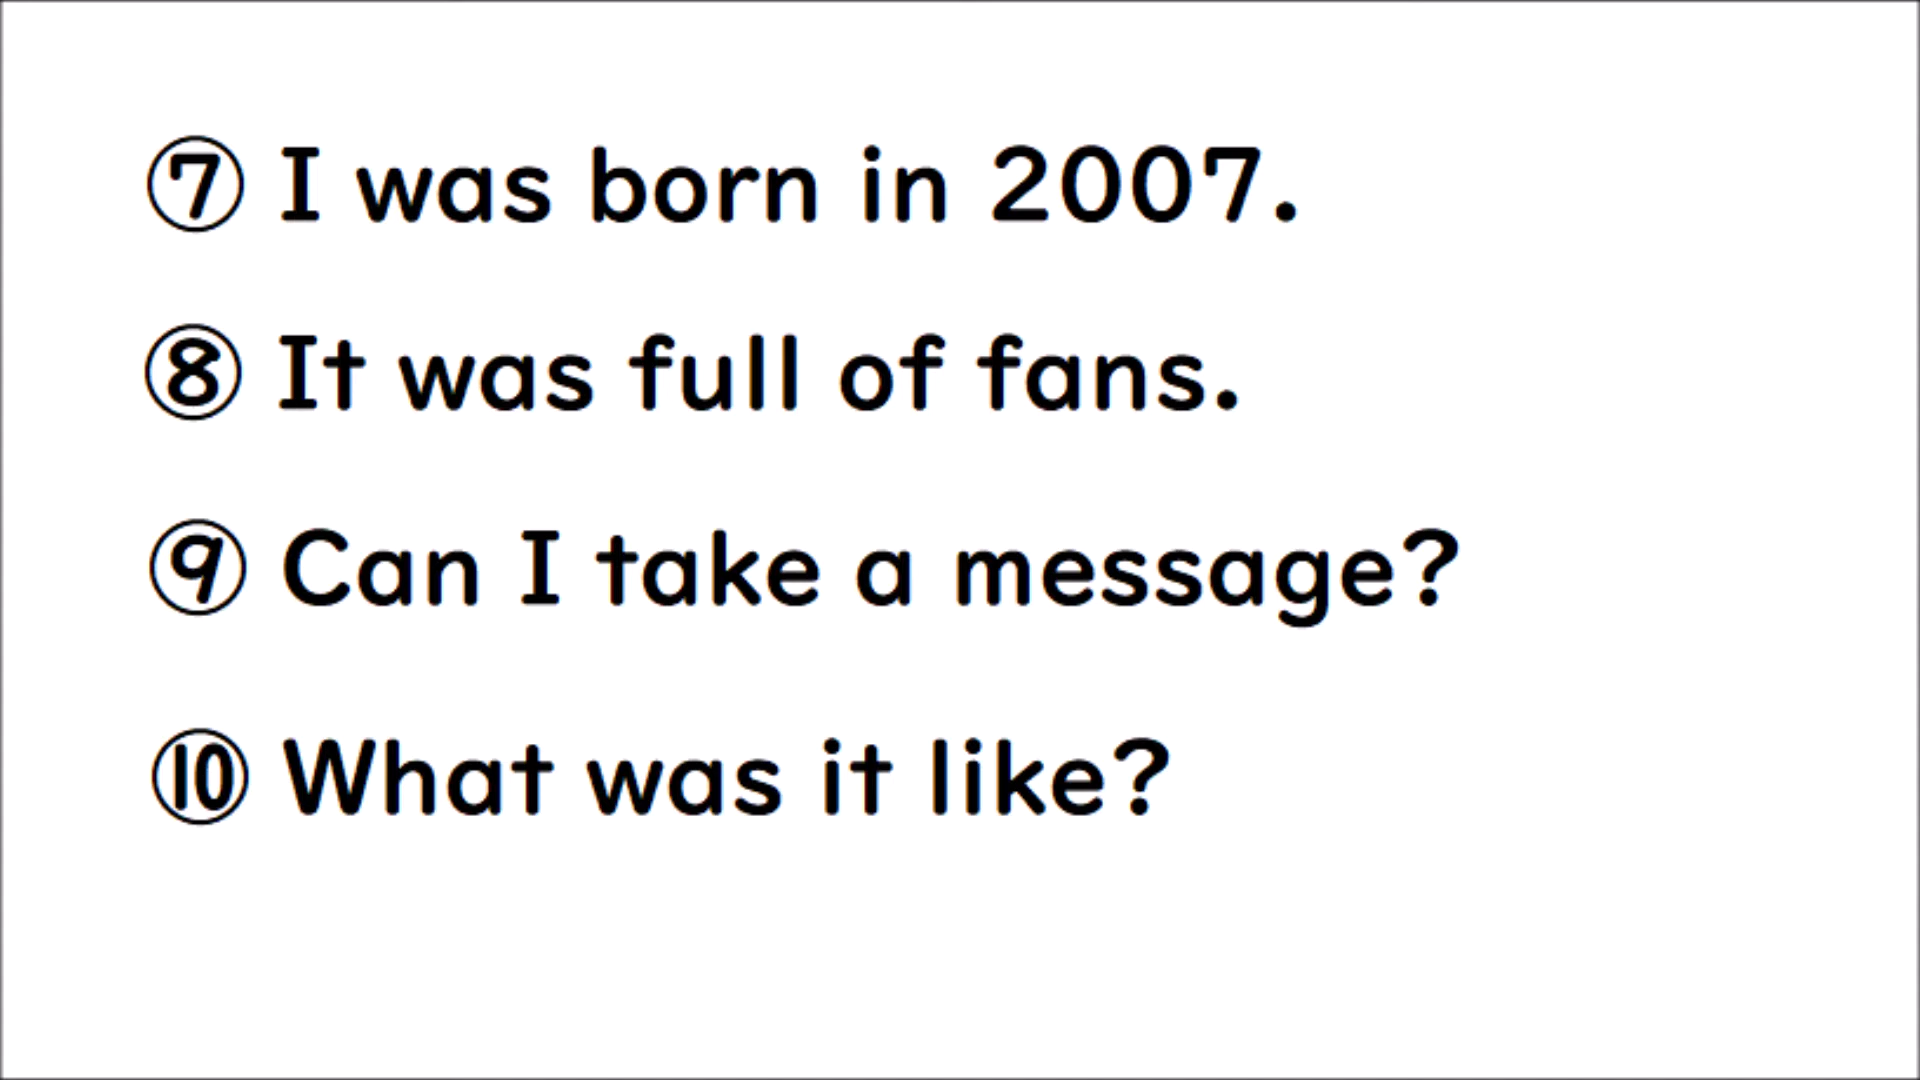 ⑦ I was born in 2007.
⑧ It was full of fans.
⑨ Can I take a message?
⑩ What was it like?